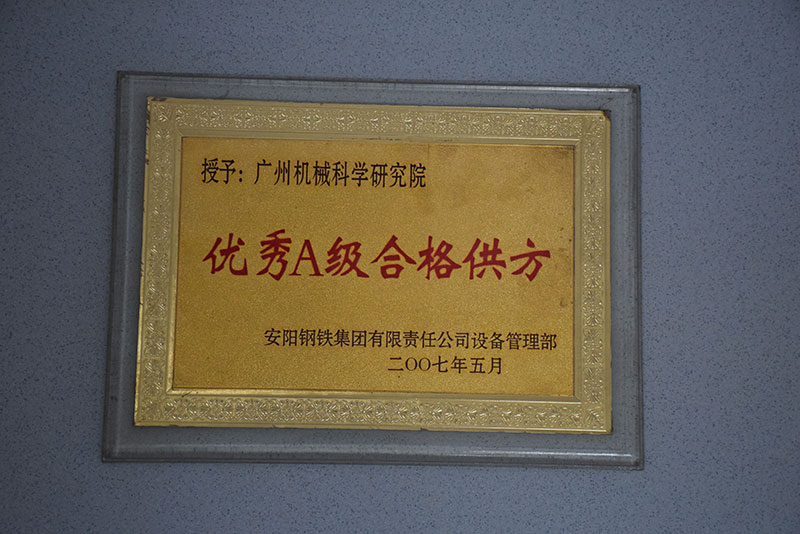 授予：广州机械科学研究院
优秀A级合格供方
安阳钢铁集团有限责任公司设备管理部
二〇〇七年五月